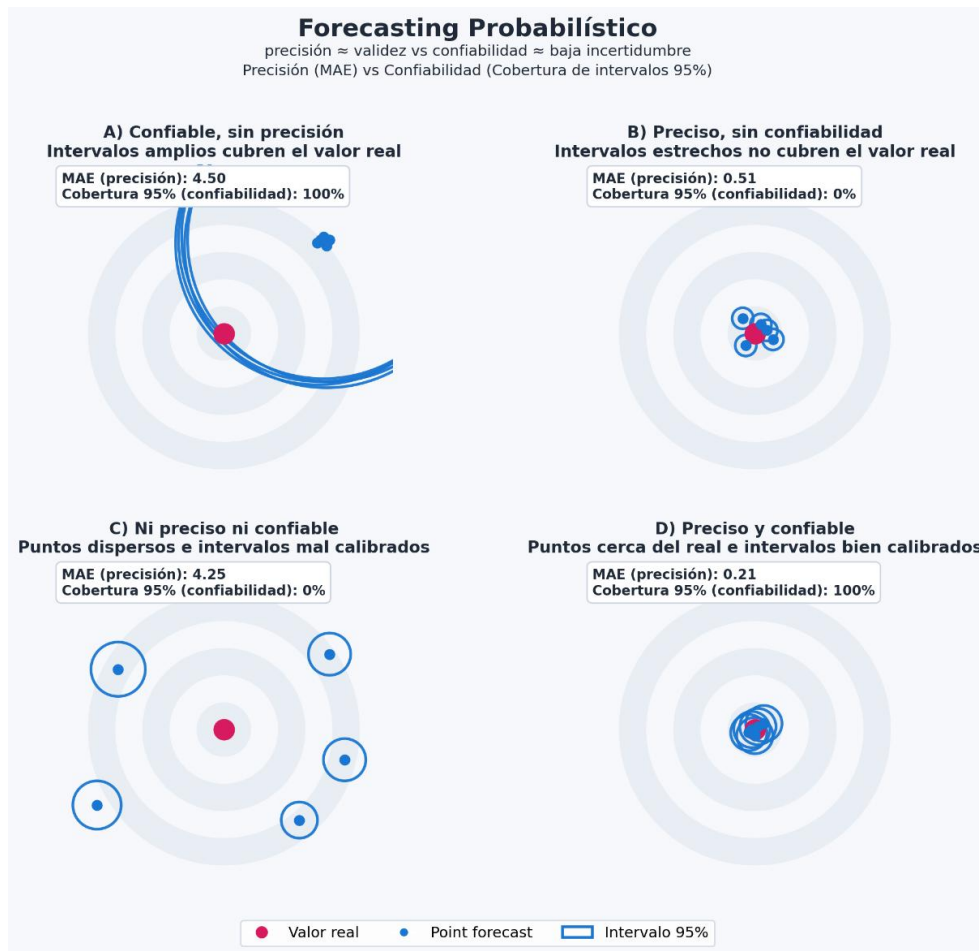 Forecasting Probabilístico
precisión ≈ validez vs confiabilidad ≈ baja incertidumbre
Precisión (MAE) vs Confiabilidad (Cobertura de intervalos 95%)
A) Confiable, sin precisión
Intervalos amplios cubren el valor real
MAE (precisión): 4.50
Cobertura 95% (confiabilidad): 100%
B) Preciso, sin confiabilidad
Intervalos estrechos no cubren el valor real
MAE (precisión): 0.51
Cobertura 95% (confiabilidad): 0%
C) Ni preciso ni confiable
Puntos dispersos e intervalos mal calibrados
MAE (precisión): 4.25
Cobertura 95% (confiabilidad): 0%
D) Preciso y confiable
Puntos cerca del real e intervalos bien calibrados
MAE (precisión): 0.21
Cobertura 95% (confiabilidad): 100%
Valor real
Point forecast
Intervalo 95%